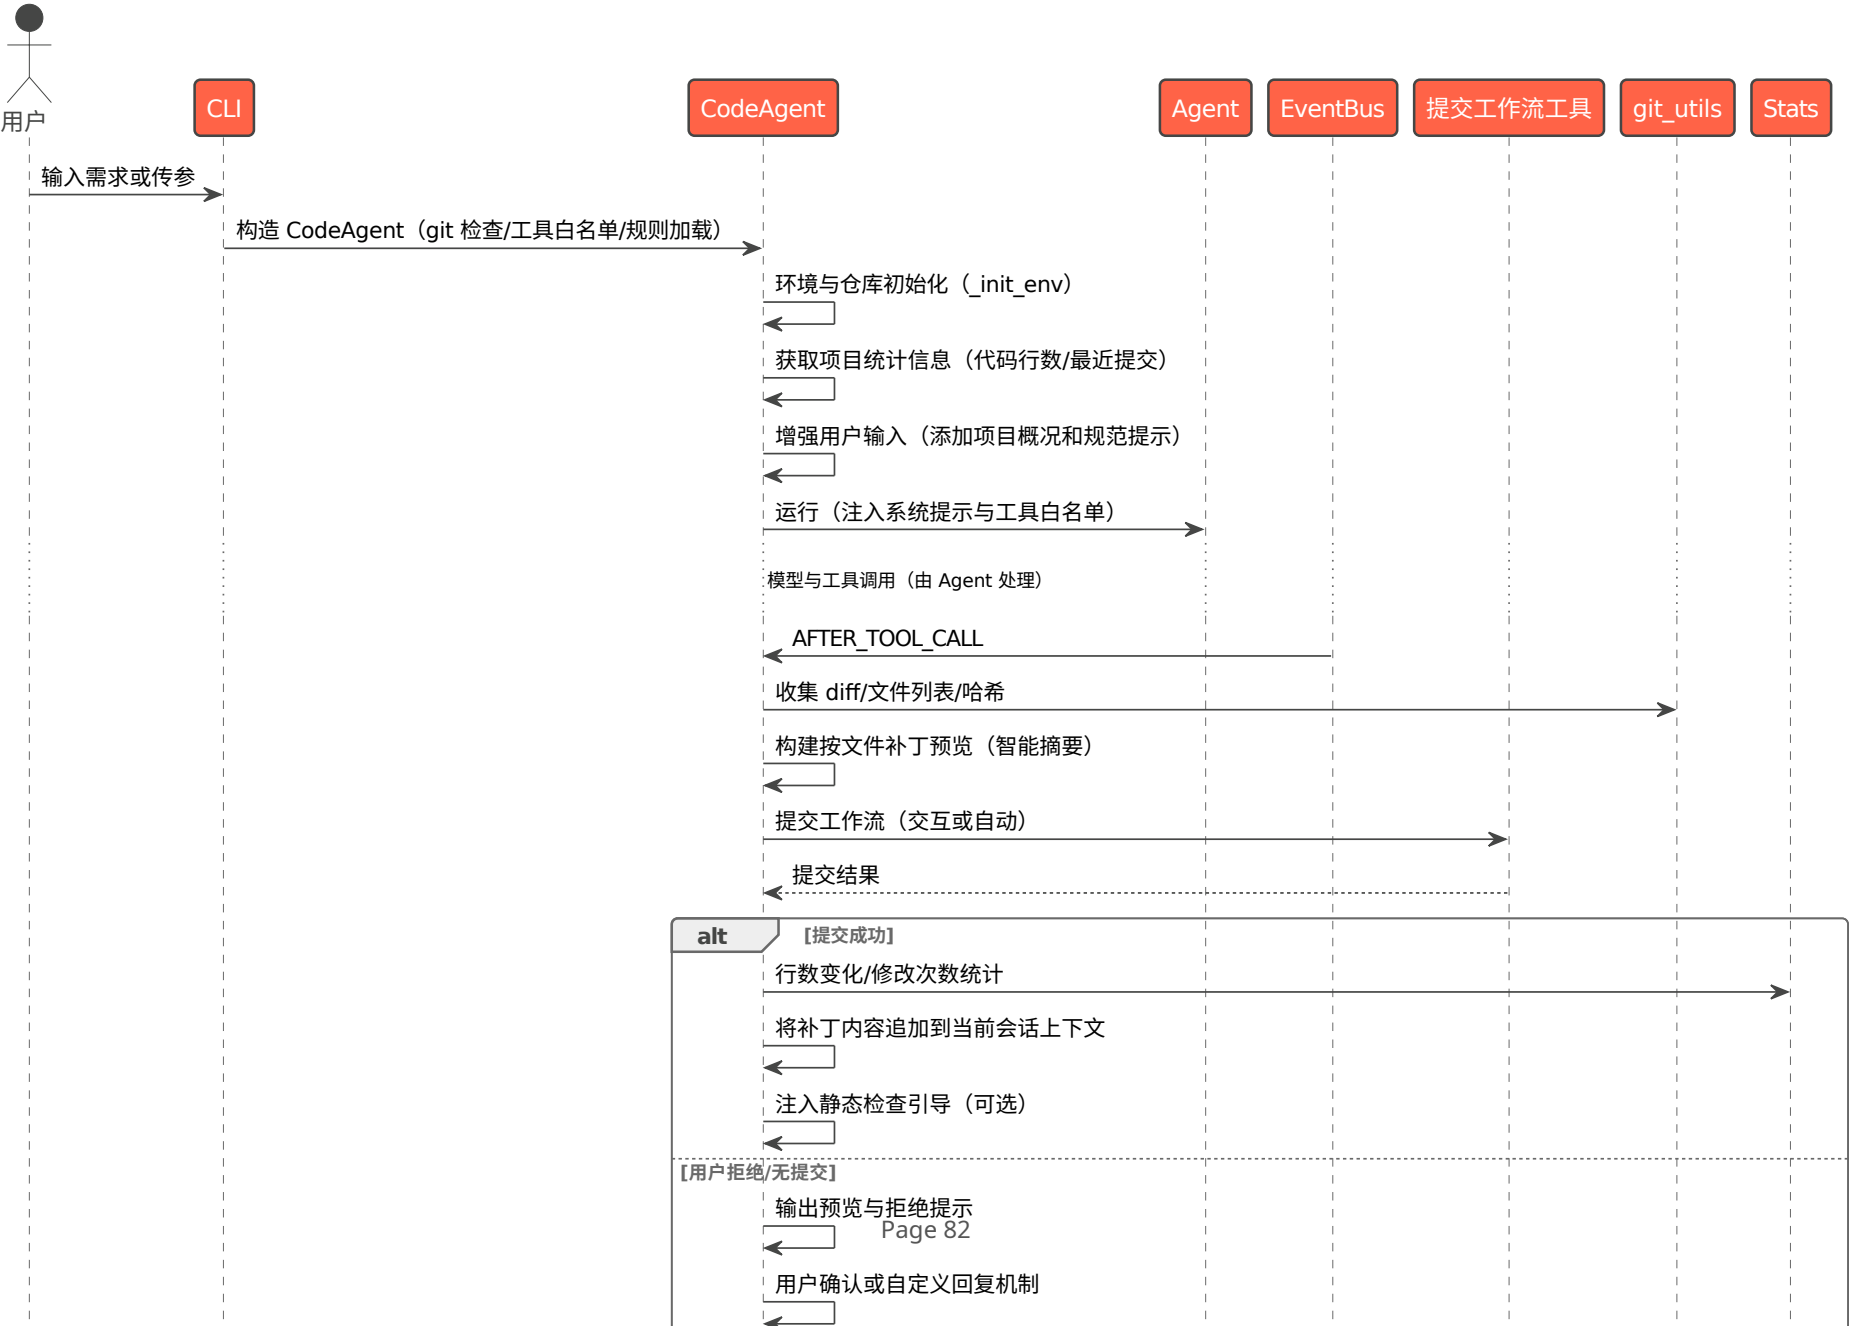 用户
CLI
CodeAgent
Agent
EventBus
提交工作流工具
git_utils
Stats
输入需求或传参
构造 CodeAgent（git 检查/工具白名单/规则加载）
环境与仓库初始化（_init_env）
获取项目统计信息（代码行数/最近提交）
增强用户输入（添加项目概况和规范提示）
运行（注入系统提示与工具白名单）
模型与工具调用（由 Agent 处理）
AFTER_TOOL_CALL
收集 diff/文件列表/哈希
构建按文件补丁预览（智能摘要）
提交工作流（交互或自动）
提交结果
alt [提交成功]
行数变化/修改次数统计
将补丁内容追加到当前会话上下文
注入静态检查引导（可选）
[用户拒绝/无提交]
输出预览与拒绝提示
Page 82
用户确认或自定义回复机制